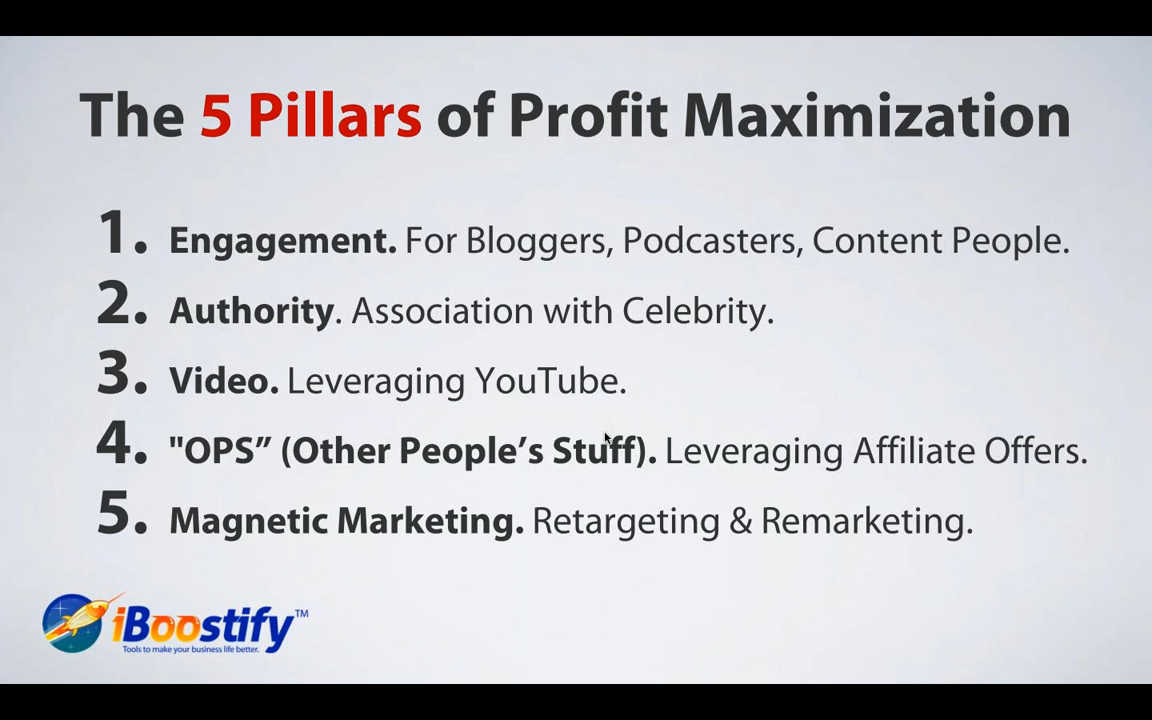 The 5 Pillars of Profit Maximization
1. Engagement. For Bloggers, Podcasters, Content People.
2. Authority. Association with Celebrity.
3. Video. Leveraging YouTube.
4. "OPS” (Other People’s Stuff). Leveraging Affiliate Offers.
5. Magnetic Marketing. Retargeting & Remarketing.
iBoostify™
Tools to make your business life better.